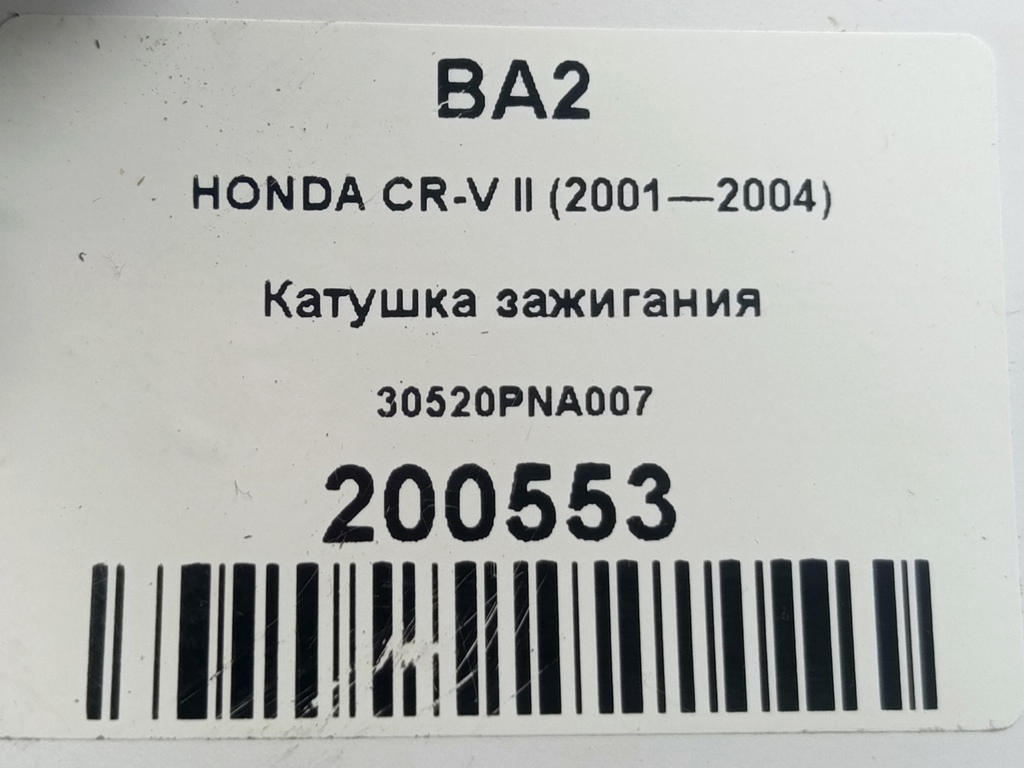 BA2
HONDA CR-V II (2001—2004)
Катушка зажигания
30520PNA007
200553